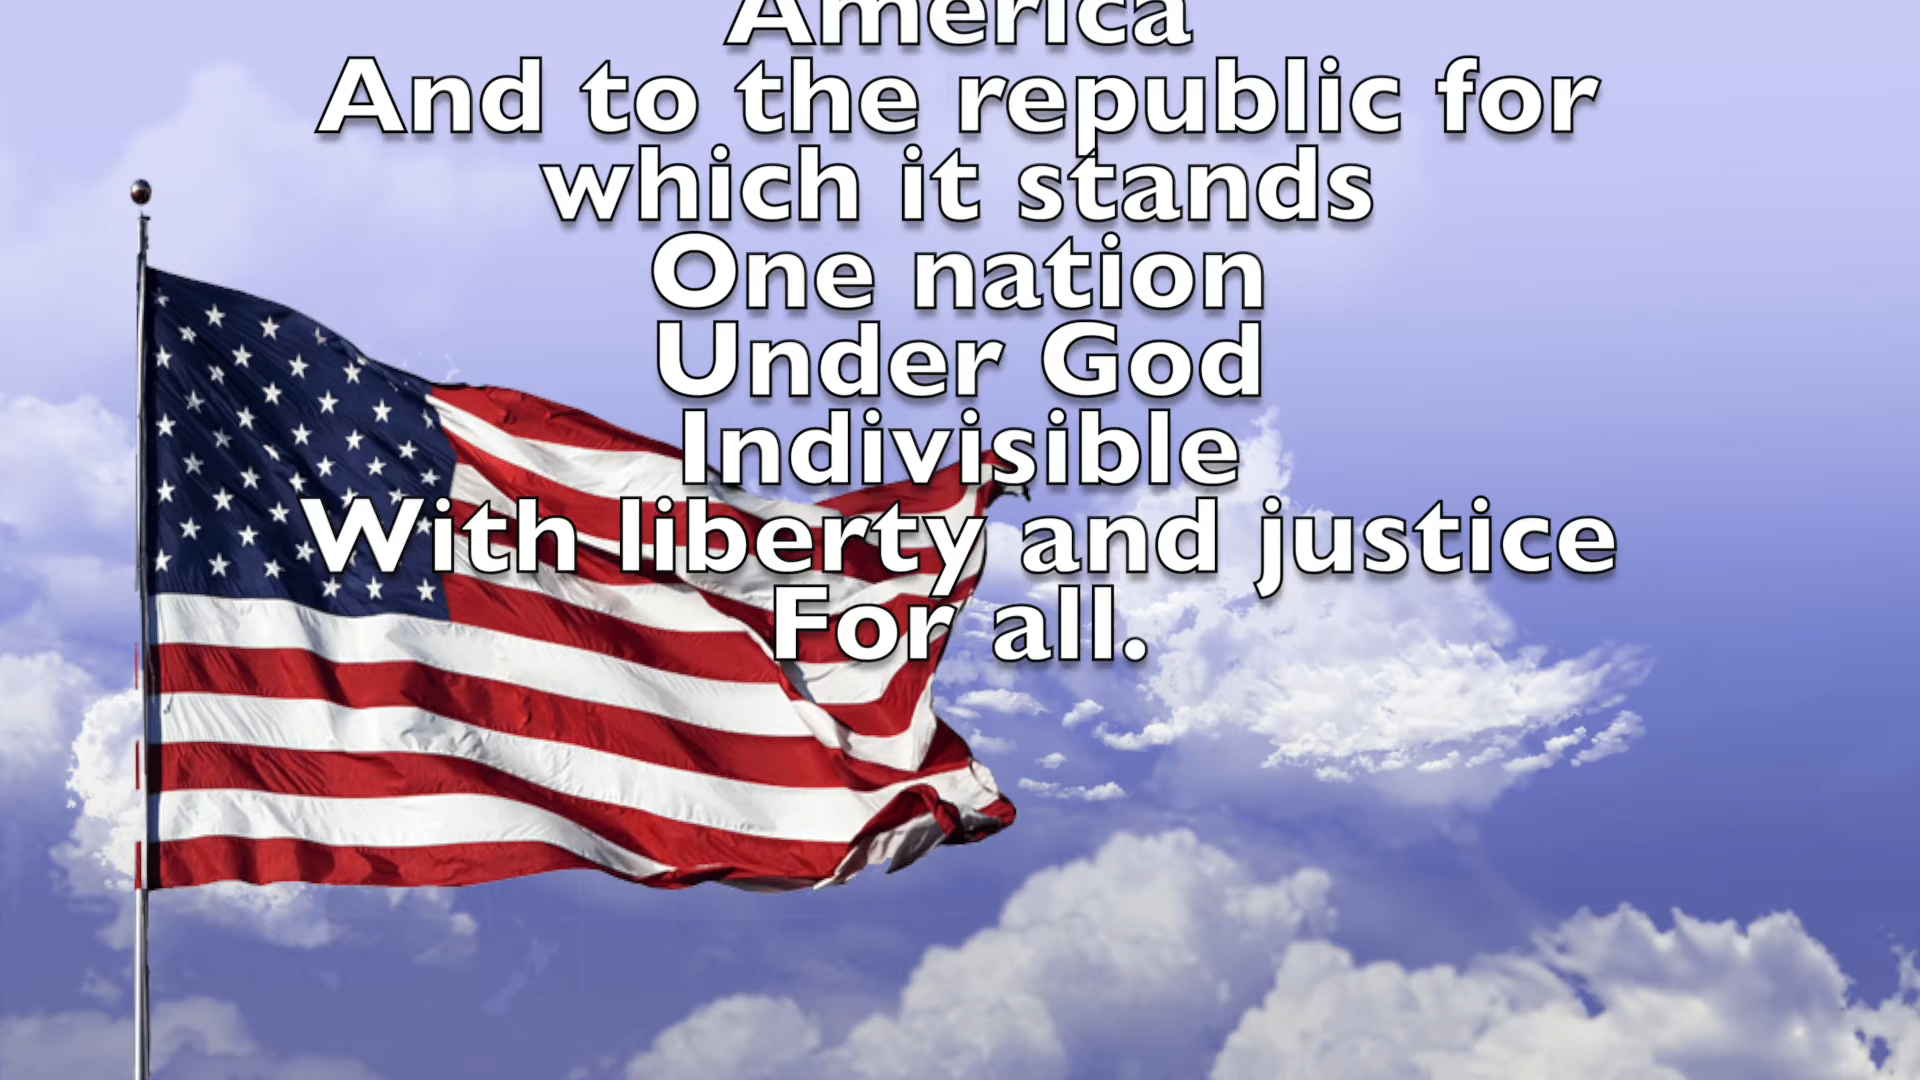 America
And to the republic for
which it stands
One nation
Under God
Indivisible
With liberty and justice
For all.